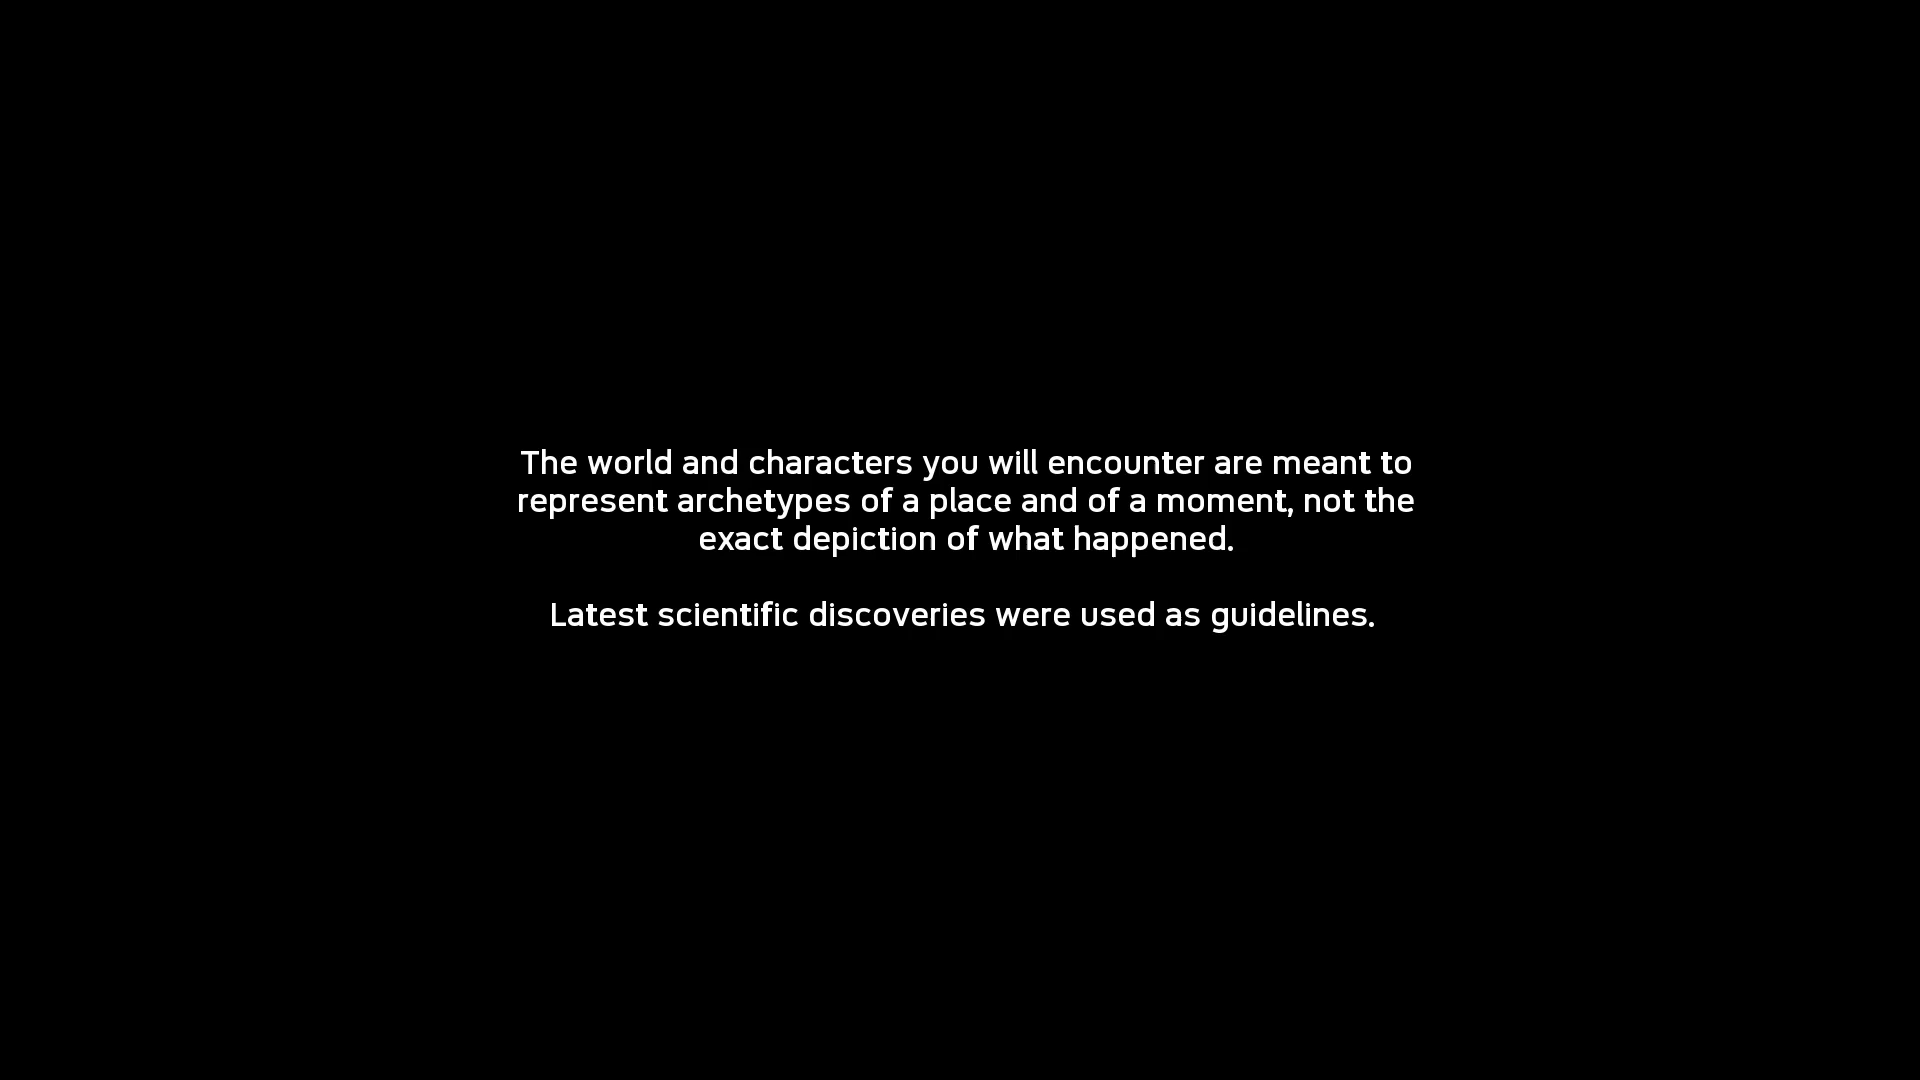 The world and characters you will encounter are meant to
represent archetypes of a place and of a moment, not the
exact depiction of what happened.
Latest scientific discoveries were used as guidelines.